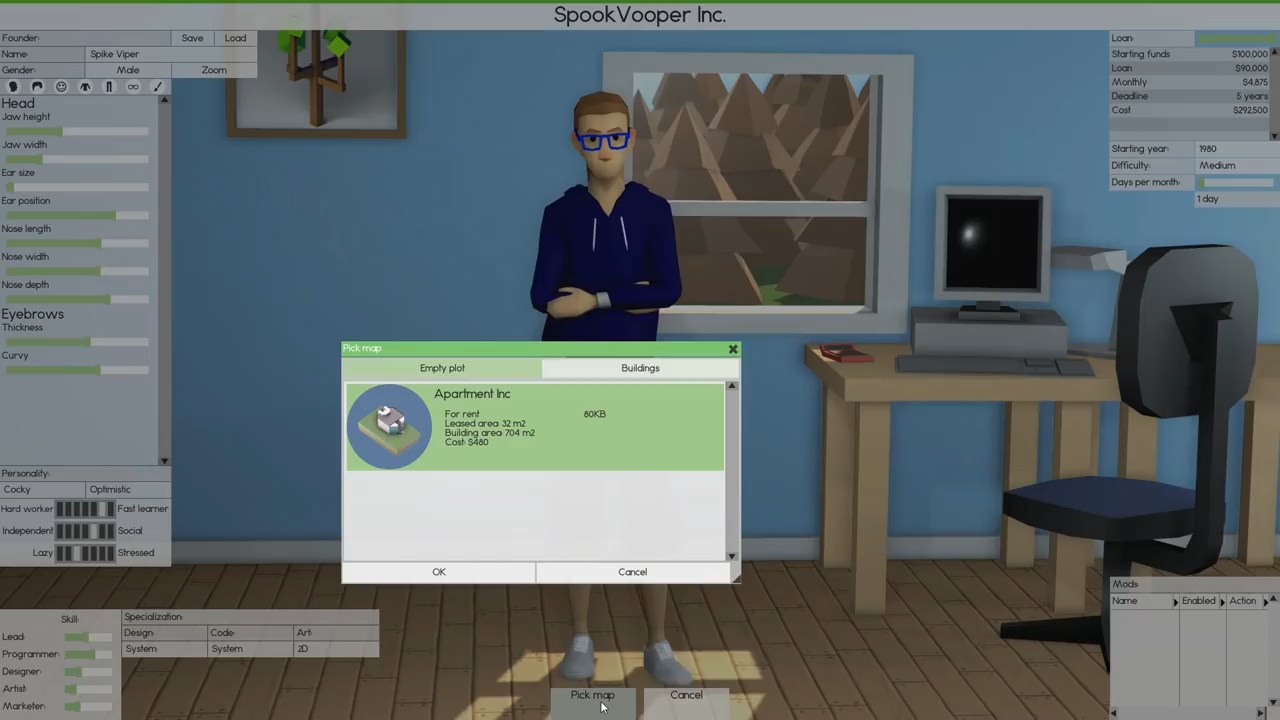 SpookVooper Inc.
Founder: Save Load
Name: Spike Viper
Gender: Male Zoom
Head
Jaw height
Jaw width
Ear size
Ear position
Nose length
Nose width
Nose depth
Eyebrows
Thickness
Curvy
Personality:
Cocky Optimistic
Hard worker Fast learner
Independent Social
Lazy Stressed
Skill:
Lead:
Programmer:
Designer:
Artist:
Marketer:
Specialization:
Design: Code: Art:
System System 2D
Pick map
Empty plot Buildings
Apartment Inc
For rent 80KB
Leased area: 32 m2
Building area: 704 m2
Cost: $480
OK Cancel
Pick map Cancel
Loan:
Starting funds $100,000
Loan $90,000
Monthly $4,875
Deadline 5 years
Cost $292,500
Starting year: 1980
Difficulty: Medium
Days per month:
1 day
Mods:
Name Enabled Action